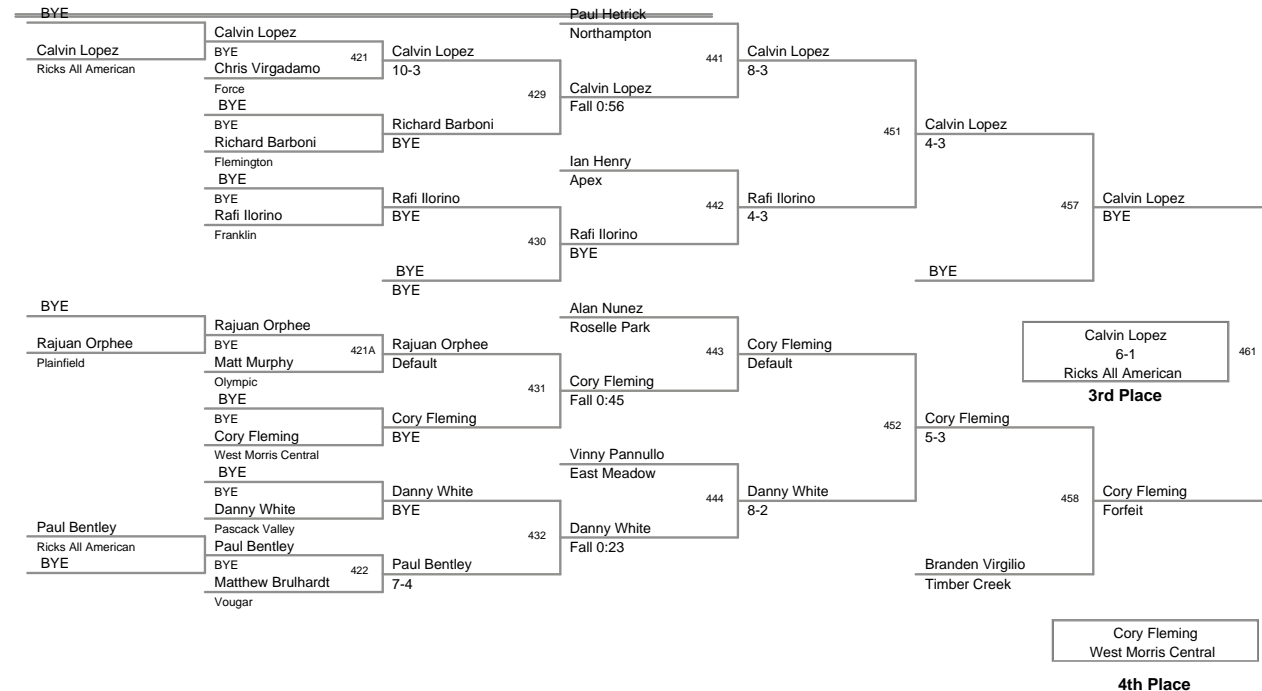 BYE
Calvin Lopez
Ricks All American
Calvin Lopez
BYE
Chris Virgadamo
Force
421
BYE
BYE
Richard Barboni
Flemington
BYE
BYE
Rafi Ilorino
Franklin
Calvin Lopez
10-3
429
Richard Barboni
BYE
Rafi Ilorino
BYE
430
BYE
BYE
Paul Hetrick
Northampton
441
Calvin Lopez
Fall 0:56
Ian Henry
Apex
442
Rafi Ilorino
BYE
Calvin Lopez
8-3
451
Rafi Ilorino
4-3
Calvin Lopez
4-3
457
BYE
Calvin Lopez
BYE
BYE
Rajuan Orphee
Plainfield
Rajuan Orphee
BYE
Matt Murphy
Olympic
421A
BYE
BYE
Cory Fleming
West Morris Central
BYE
BYE
Danny White
Pascack Valley
Paul Bentley
Ricks All American
BYE
Paul Bentley
BYE
Matthew Brulhardt
Vougar
422
Rajuan Orphee
Default
431
Cory Fleming
BYE
Danny White
BYE
432
Paul Bentley
7-4
Alan Nunez
Roselle Park
443
Cory Fleming
Fall 0:45
Vinny Pannullo
East Meadow
444
Danny White
Fall 0:23
Cory Fleming
Default
452
Danny White
8-2
Cory Fleming
5-3
458
Branden Virgilio
Timber Creek
Cory Fleming
Forfeit
Calvin Lopez
6-1
Ricks All American
461
3rd Place
Cory Fleming
West Morris Central
4th Place